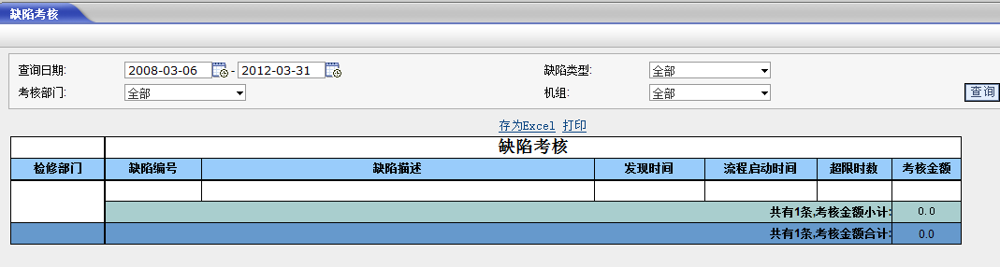 缺陷考核
查询日期: 2008-03-06 - 2012-03-31 缺陷类型: 全部
考核部门: 全部 机组: 全部 查询
存为Excel 打印
缺陷考核
检修部门 缺陷编号 缺陷描述 发现时间 流程启动时间 超限时数 考核金额
共有1条,考核金额小计: 0.0
共有1条,考核金额合计: 0.0